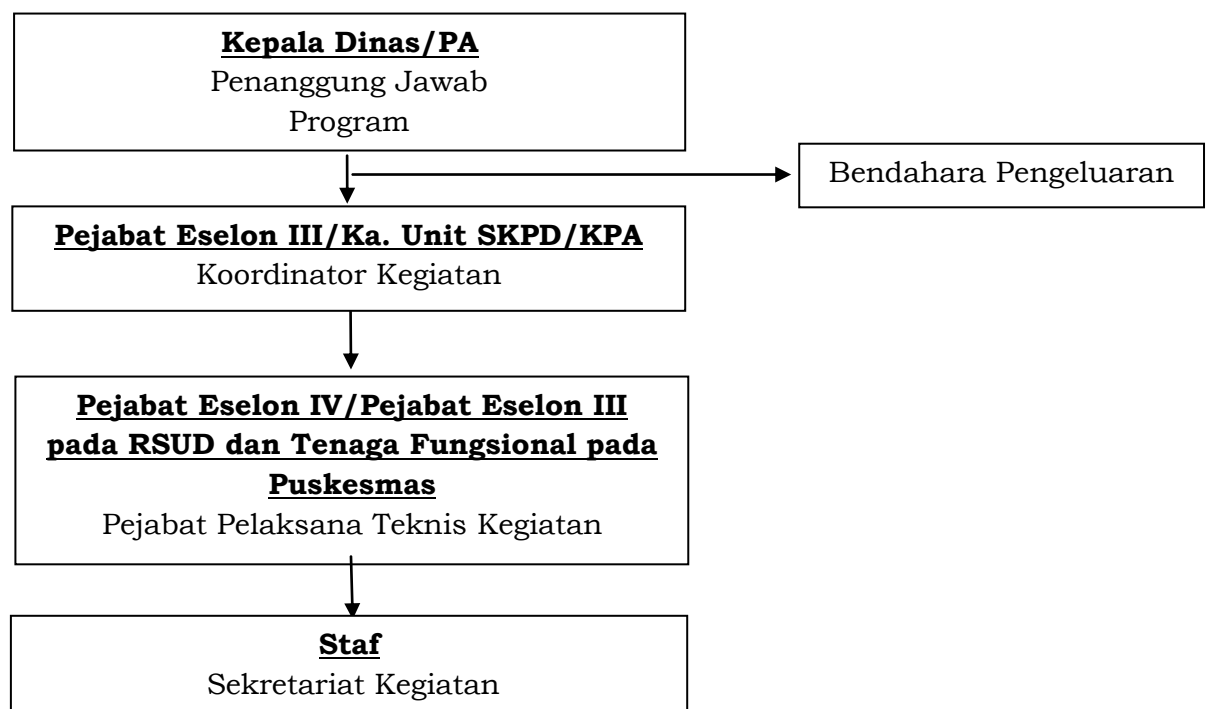 Kepala Dinas/PA
Penanggung Jawab
Program
Bendahara Pengeluaran
Pejabat Eselon III/Ka. Unit SKPD/KPA
Koordinator Kegiatan
Pejabat Eselon IV/Pejabat Eselon III
pada RSUD dan Tenaga Fungsional pada
Puskesmas
Pejabat Pelaksana Teknis Kegiatan
Staf
Sekretariat Kegiatan